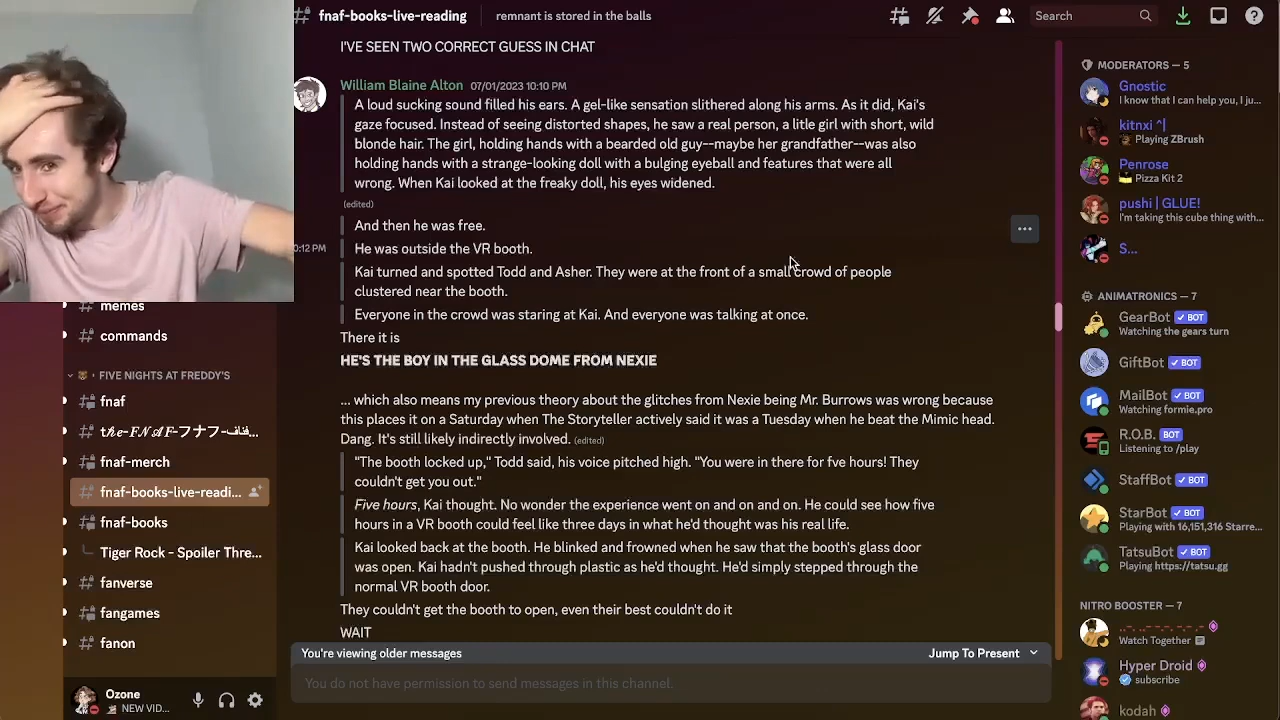 fnaf-books-live-reading
remnant is stored in the balls
Search
I'VE SEEN TWO CORRECT GUESS IN CHAT
William Blaine Alton 07/01/2023 10:10 PM
A loud sucking sound filled his ears. A gel-like sensation slithered along his arms. As it did, Kai's
gaze focused. Instead of seeing distorted shapes, he saw a real person, a litle girl with short, wild
blonde hair. The girl, holding hands with a bearded old guy--maybe her grandfather--was also
holding hands with a strange-looking doll with a bulging eyeball and features that were all
wrong. When Kai looked at the freaky doll, his eyes widened.
(edited)
And then he was free.
0:12 PM
He was outside the VR booth.
Kai turned and spotted Todd and Asher. They were at the front of a small crowd of people
clustered near the booth.
Everyone in the crowd was staring at Kai. And everyone was talking at once.
There it is
HE'S THE BOY IN THE GLASS DOME FROM NEXIE
... which also means my previous theory about the glitches from Nexie being Mr. Burrows was wrong because
this places it on a Saturday when The Storyteller actively said it was a Tuesday when he beat the Mimic head.
Dang. It's still likely indirectly involved. (edited)
"The booth locked up," Todd said, his voice pitched high. "You were in there for fve hours! They
couldn't get you out."
Five hours, Kai thought. No wonder the experience went on and on and on. He could see how five
hours in a VR booth could feel like three days in what he'd thought was his real life.
Kai looked back at the booth. He blinked and frowned when he saw that the booth's glass door
was open. Kai hadn't pushed through plastic as he'd thought. He'd simply stepped through the
normal VR booth door.
They couldn't get the booth to open, even their best couldn't do it
WAIT
You're viewing older messages
Jump To Present
You do not have permission to send messages in this channel.
memes
commands
FIVE NIGHTS AT FREDDY'S
fnaf
the-FNAF-フナフ-فناف...
fnaf-merch
fnaf-books-live-readi...
fnaf-books
Tiger Rock - Spoiler Thre...
fanverse
fangames
fanon
Ozone
NEW VID...
MODERATORS — 5
Gnostic
I know that I can help you, I ju...
kitnxi ^|
Playing ZBrush
Penrose
Pizza Kit 2
pushi | GLUE!
I'm taking this cube thing with...
S...
ANIMATRONICS — 7
GearBot ✓ BOT
Watching the gears turn
GiftBot ✓ BOT
MailBot ✓ BOT
Watching formie.pro
R.O.B. BOT
Listening to /play
StaffBot ✓ BOT
StarBot ✓ BOT
Playing with 16,151,316 Starre...
TatsuBot ✓ BOT
Playing https://tatsu.gg
NITRO BOOSTER — 7
Watch Together
Hyper Droid
subscribe
kodah